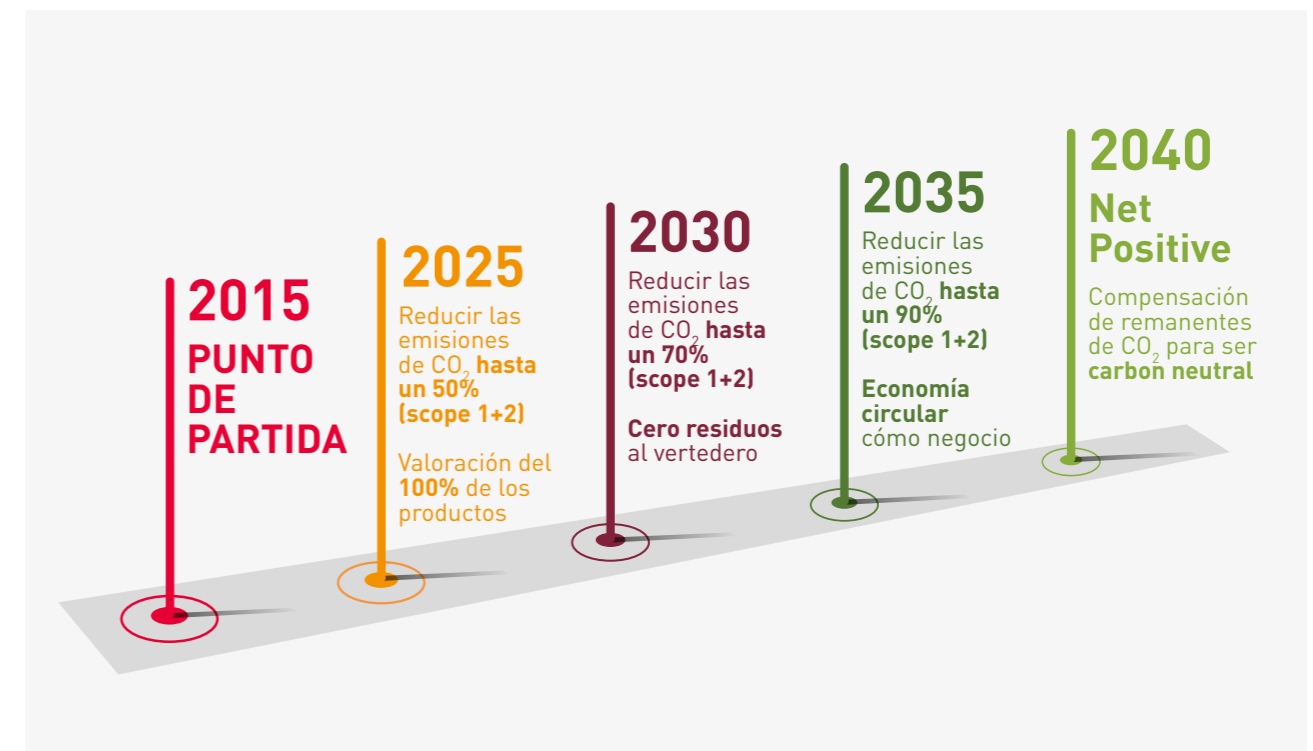 2015
PUNTO
DE
PARTIDA
2025
Reducir las
emisiones
de CO₂ hasta
un 50%
(scope 1+2)
Valoración del
100% de los
productos
2030
Reducir las
emisiones
de CO₂ hasta
un 70%
(scope 1+2)
Cero residuos
al vertedero
2035
Reducir las
emisiones
de CO₂ hasta
un 90%
(scope 1+2)
Economía
circular
cómo negocio
2040
Net
Positive
Compensación
de remanentes
de CO₂ para ser
carbon neutral